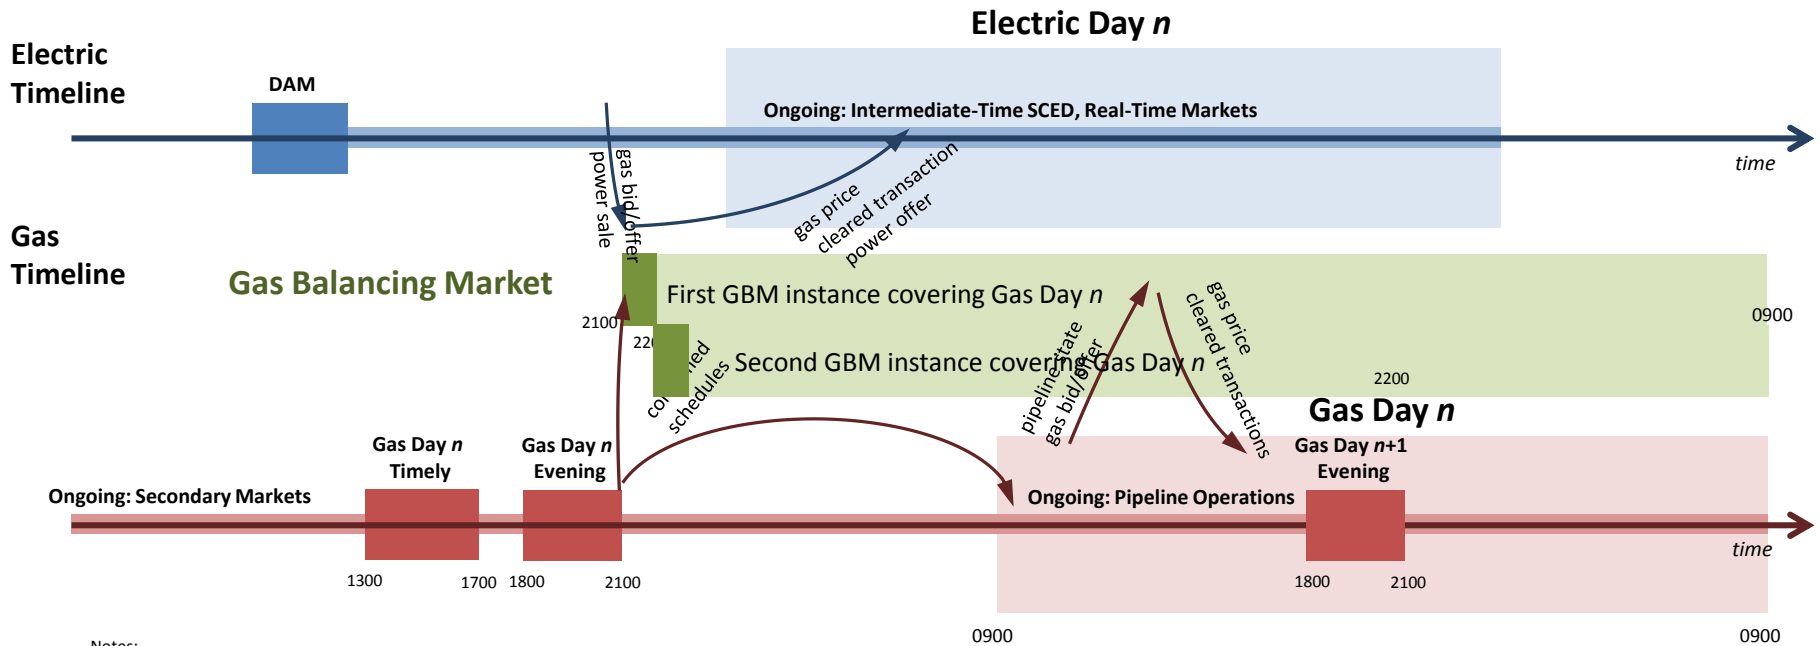 Electric Day n
Electric
Timeline
DAM
Ongoing: Intermediate-Time SCED, Real-Time Markets
time
gas bid/offer
power sale
gas price
cleared transaction
power offer
Gas
Timeline
Gas Balancing Market
First GBM instance covering Gas Day n
2100
0900
Second GBM instance covering Gas Day n
schedules
pipeline state
gas bid/offer
gas price
cleared transactions
2200
Gas Day n
Gas Day n
Timely
Gas Day n
Evening
Gas Day n+1
Evening
Ongoing: Secondary Markets
Ongoing: Pipeline Operations
time
1300
1700
1800
2100
1800
2100
0900
0900
Notes: